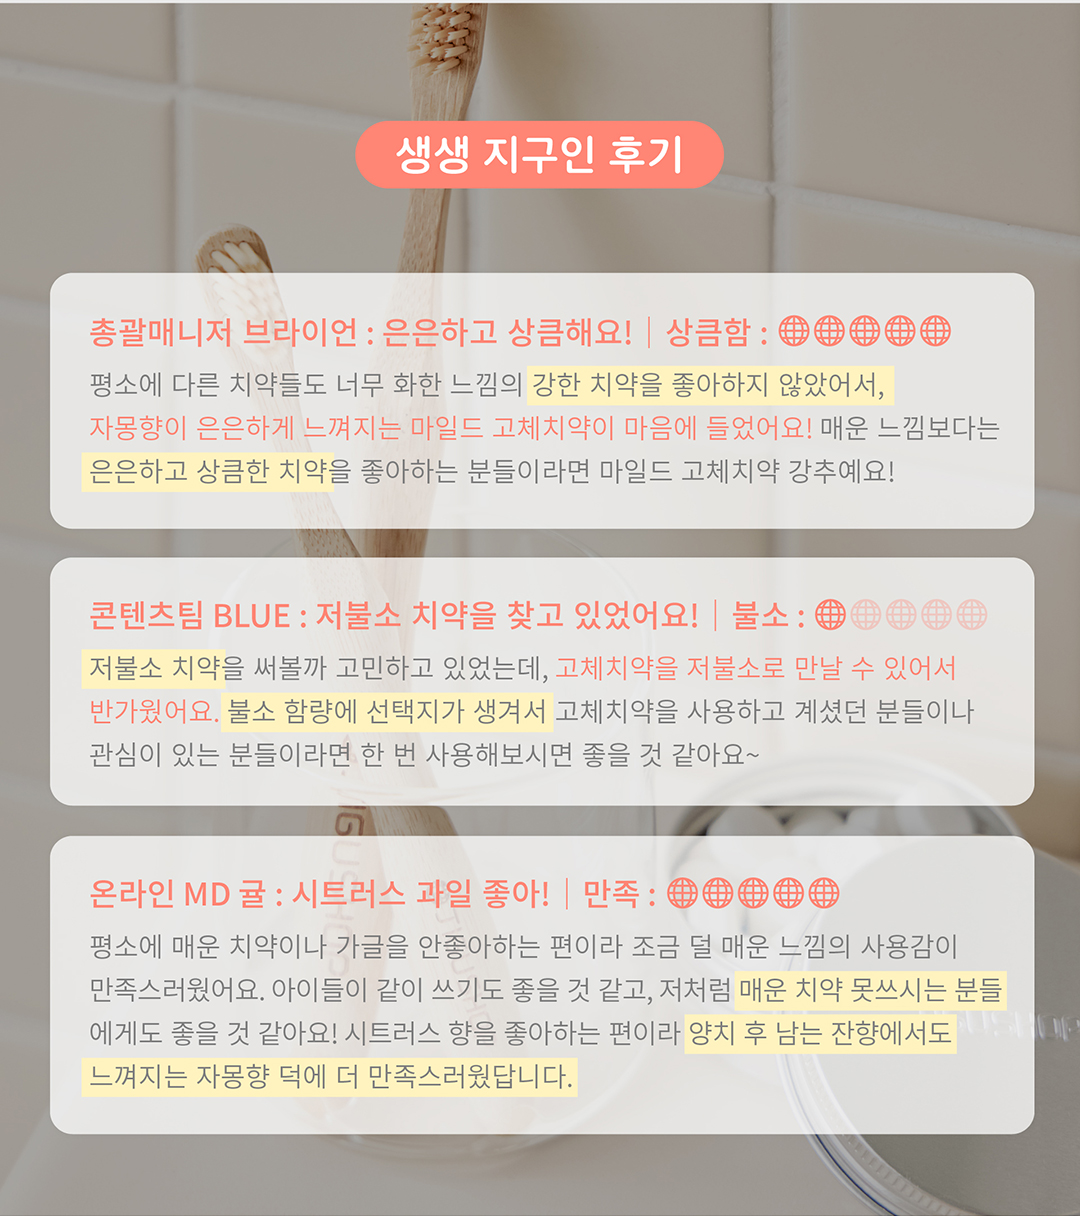 생생 지구인 후기
총괄매니저 브라이언 : 은은하고 상큼해요! | 상큼함 :
평소에 다른 치약들도 너무 화한 느낌의 강한 치약을 좋아하지 않았어서,
자몽향이 은은하게 느껴지는 마일드 고체치약이 마음에 들었어요! 매운 느낌보다는
은은하고 상큼한 치약을 좋아하는 분들이라면 마일드 고체치약 강추예요!
콘텐츠팀 BLUE : 저불소 치약을 찾고 있었어요! | 불소 :
저불소 치약을 써볼까 고민하고 있었는데, 고체치약을 저불소로 만날 수 있어서
반가웠어요. 불소 함량에 선택지가 생겨서 고체치약을 사용하고 계셨던 분들이나
관심이 있는 분들이라면 한 번 사용해보시면 좋을 것 같아요~
온라인 MD 귤 : 시트러스 과일 좋아! | 만족 :
평소에 매운 치약이나 가글을 안좋아하는 편이라 조금 덜 매운 느낌의 사용감이
만족스러웠어요. 아이들이 같이 쓰기도 좋을 것 같고, 저처럼 매운 치약 못쓰시는 분들
에게도 좋을 것 같아요! 시트러스 향을 좋아하는 편이라 양치 후 남는 잔향에서도
느껴지는 자몽향 덕에 더 만족스러웠답니다.